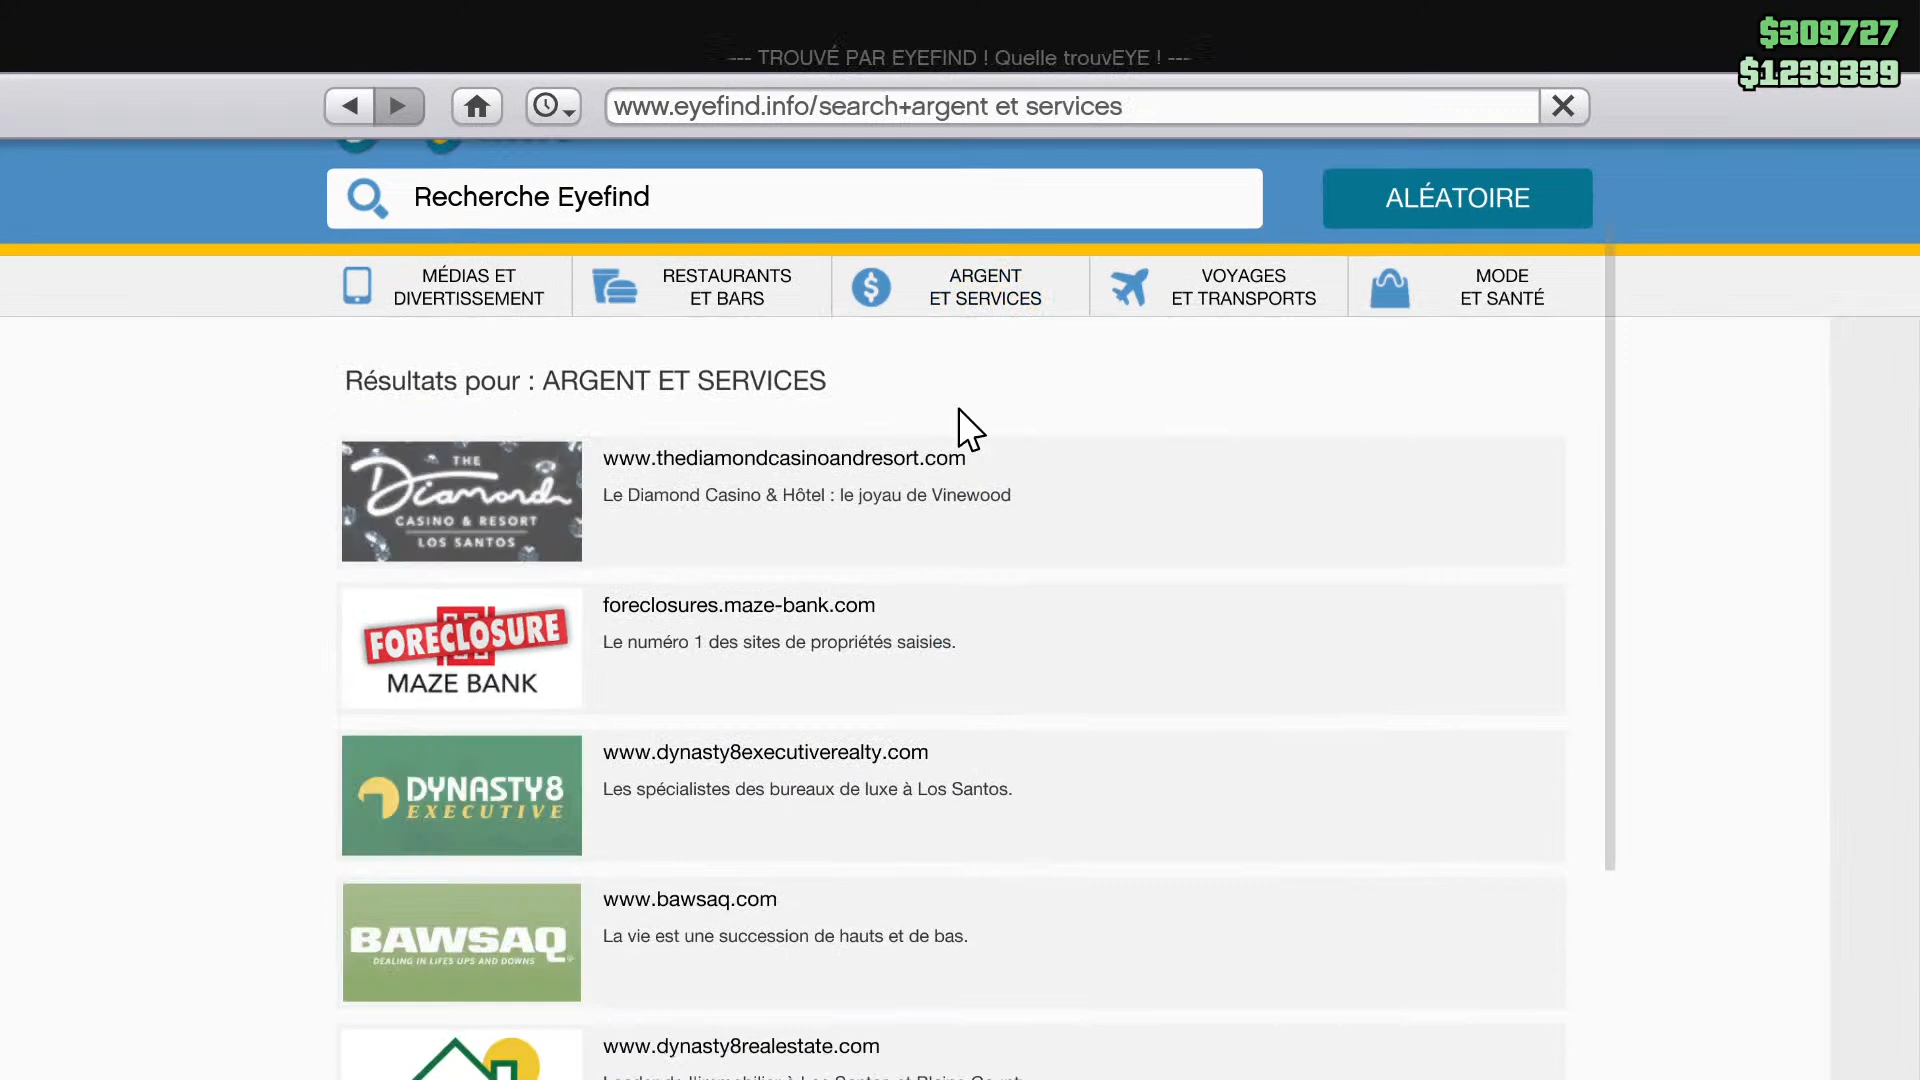 $309727
--- TROUVÉ PAR EYEFIND ! Quelle trouvEYE ! ---
$1239339
www.eyefind.info/search+argent et services
Recherche Eyefind
ALÉATOIRE
MÉDIAS ET
DIVERTISSEMENT
RESTAURANTS
ET BARS
ARGENT
ET SERVICES
VOYAGES
ET TRANSPORTS
MODE
ET SANTÉ
Résultats pour : ARGENT ET SERVICES
THE
Diamond
CASINO & RESORT
LOS SANTOS
www.thediamondcasinoandresort.com
Le Diamond Casino & Hôtel : le joyau de Vinewood
FORECLOSURE
MAZE BANK
foreclosures.maze-bank.com
Le numéro 1 des sites de propriétés saisies.
DYNASTY8
EXECUTIVE
www.dynasty8executiverealty.com
Les spécialistes des bureaux de luxe à Los Santos.
BAWSAQ
DEALING IN LIFES UPS AND DOWNS
www.bawsaq.com
La vie est une succession de hauts et de bas.
www.dynasty8realestate.com